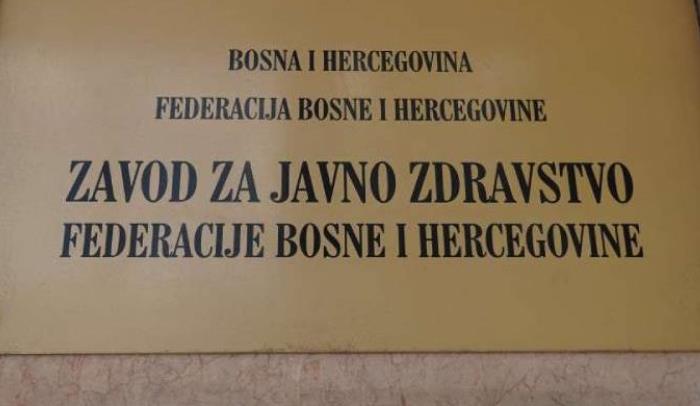 BOSNA I HERCEGOVINA
FEDERACIJA BOSNE I HERCEGOVINE
ZAVOD ZA JAVNO ZDRAVSTVO
FEDERACIJE BOSNE I HERCEGOVINE